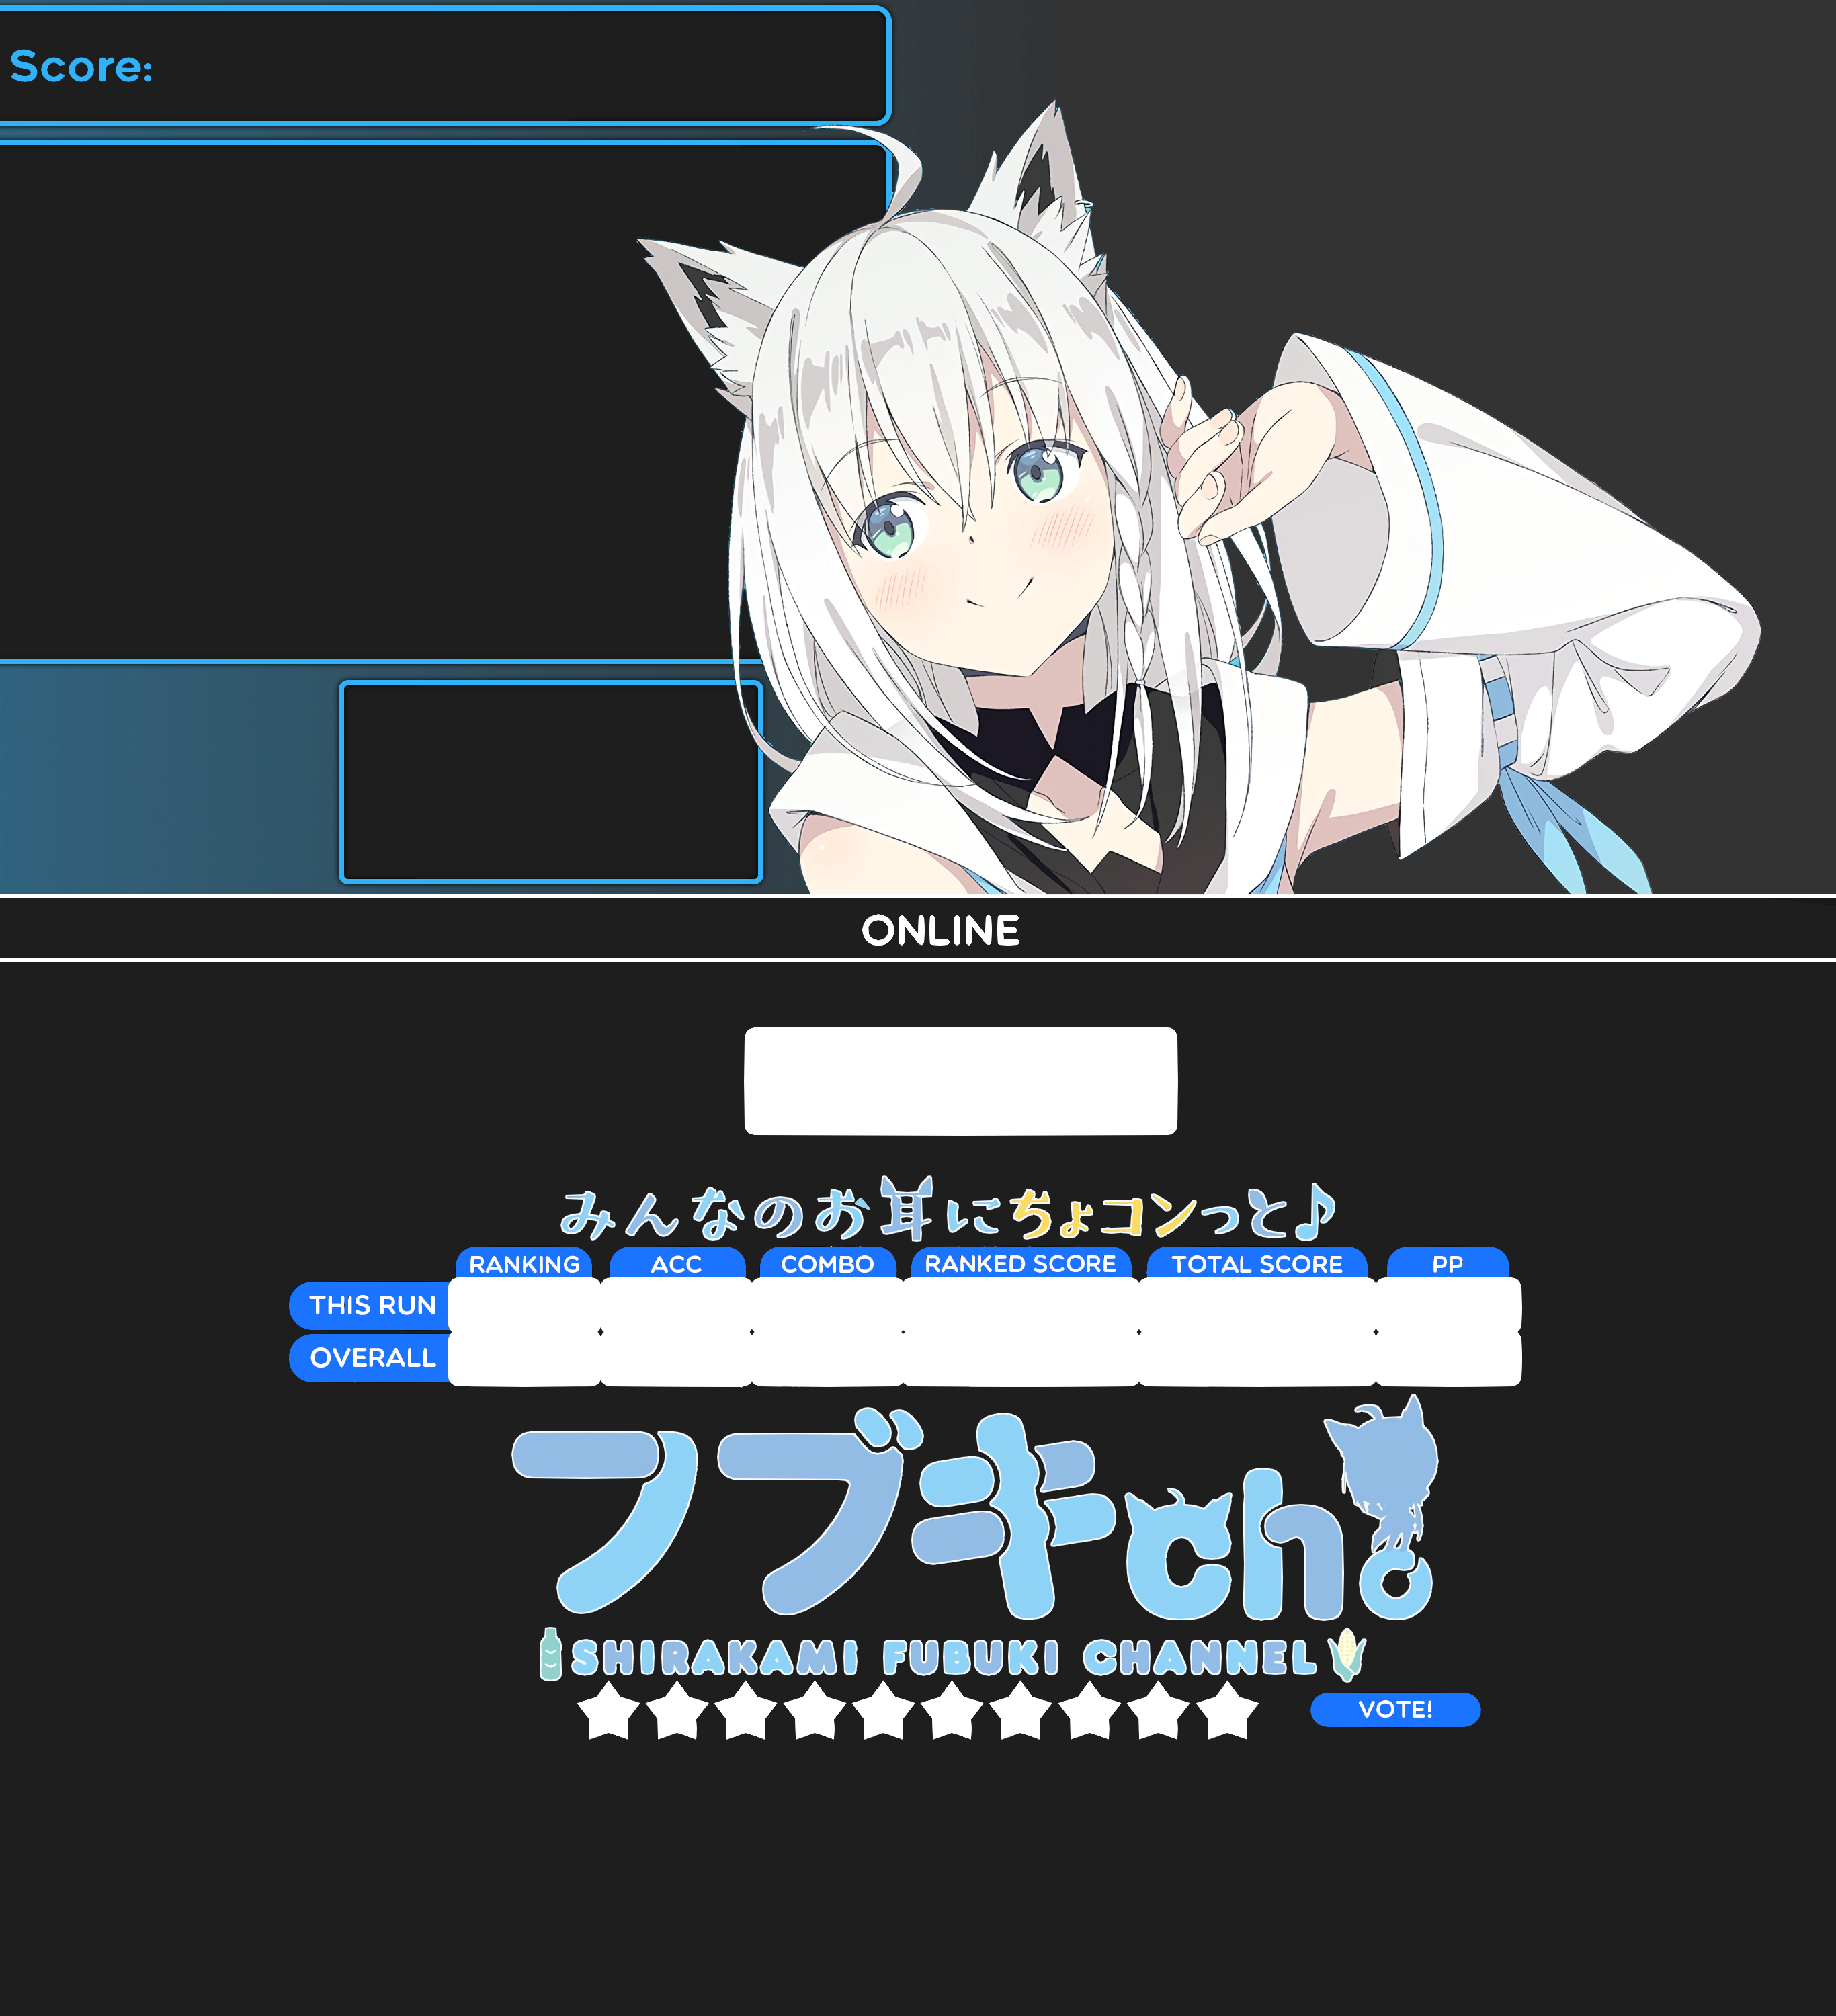 Score:
ONLINE
みんなのお耳にちょコンっと♪
RANKING ACC COMBO RANKED SCORE TOTAL SCORE PP
THIS RUN
OVERALL
フブキch!
SHIRAKAMI FUBUKI CHANNEL
VOTE!